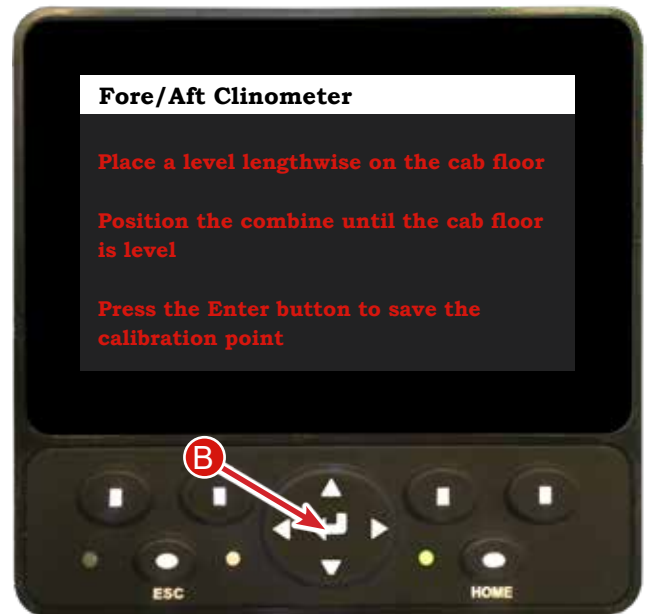 Fore/Aft Clinometer
Place a level lengthwise on the cab floor
Position the combine until the cab floor
is level
Press the Enter button to save the
calibration point
B
ESC
HOME